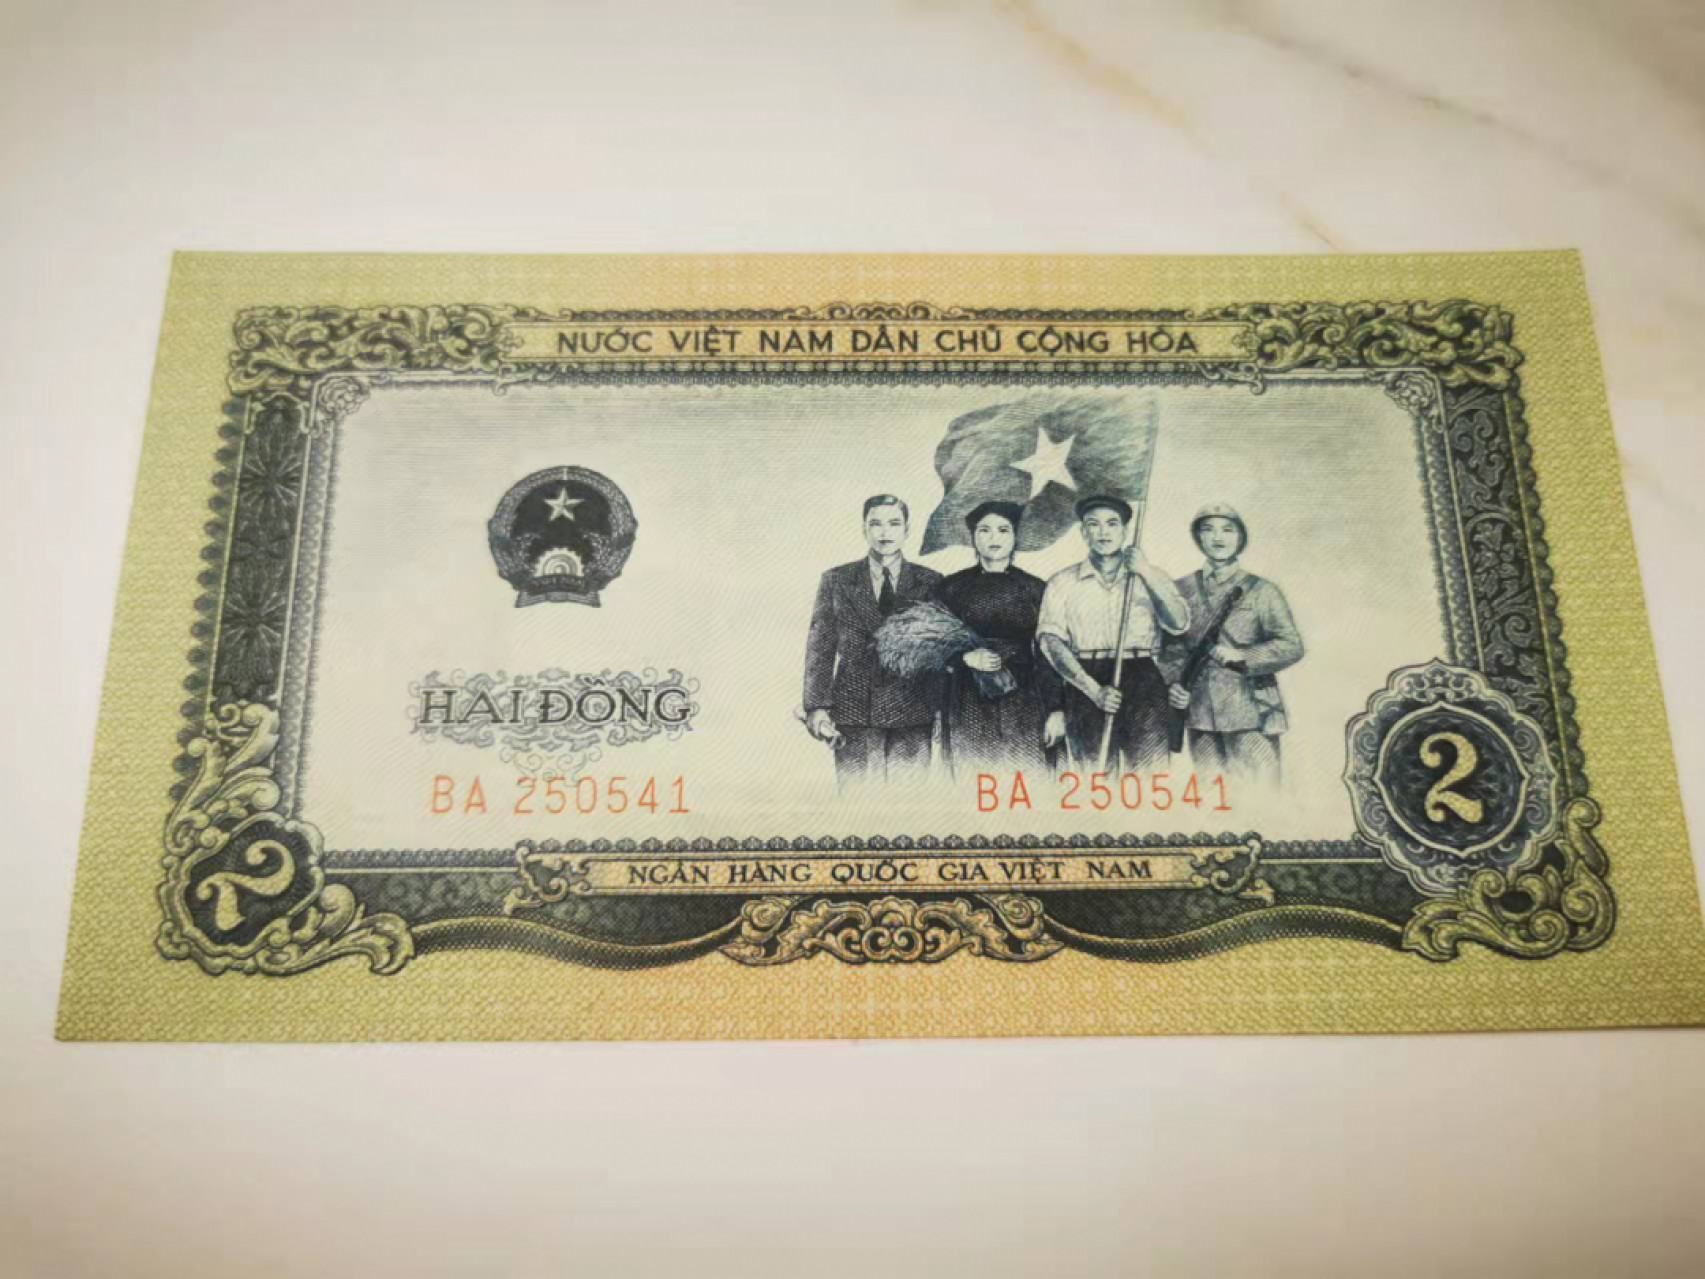 NƯỚC VIỆT NAM DÂN CHỦ CỘNG HÒA
HAI ĐỒNG
BA 250541
BA 250541
2
2
NGÂN HÀNG QUỐC GIA VIỆT NAM